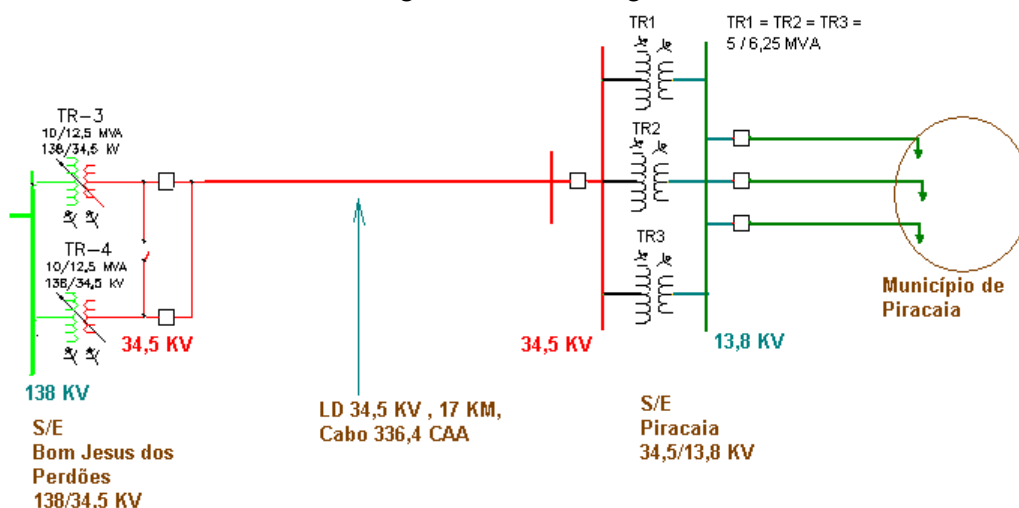 TR1
TR1 = TR2 = TR3 =
5 / 6,25 MVA
TR-3
10/12,5 MVA
138/34,5 kV
TR2
TR-4
10/12,5 MVA
138/34,5 kV
TR3
Município de
Piracaia
34,5 KV
34,5 KV
13,8 KV
138 KV
LD 34,5 KV , 17 KM,
Cabo 336,4 CAA
S/E
Piracaia
34,5/13,8 KV
S/E
Bom Jesus dos
Perdões
138/34,5 KV